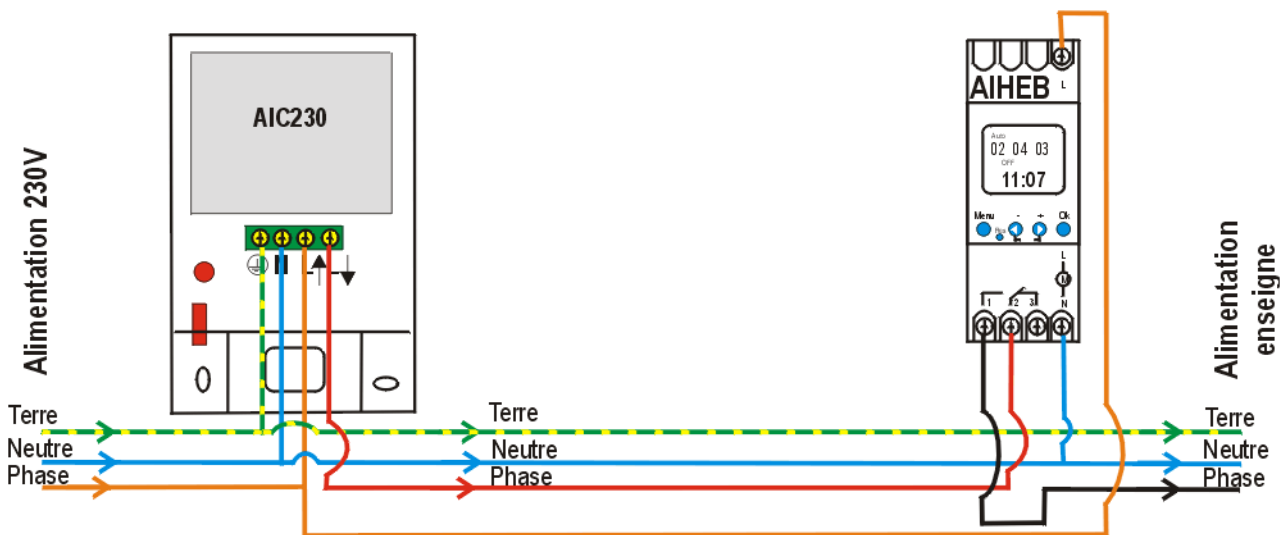 Alimentation 230V
AIC230
AIHEB
L
Auto
02 04 03
OFF
11:07
Menu - + Ok
L
M
1 2 3 N
Alimentation
enseigne
Terre Terre Terre
Neutre Neutre Neutre
Phase Phase Phase